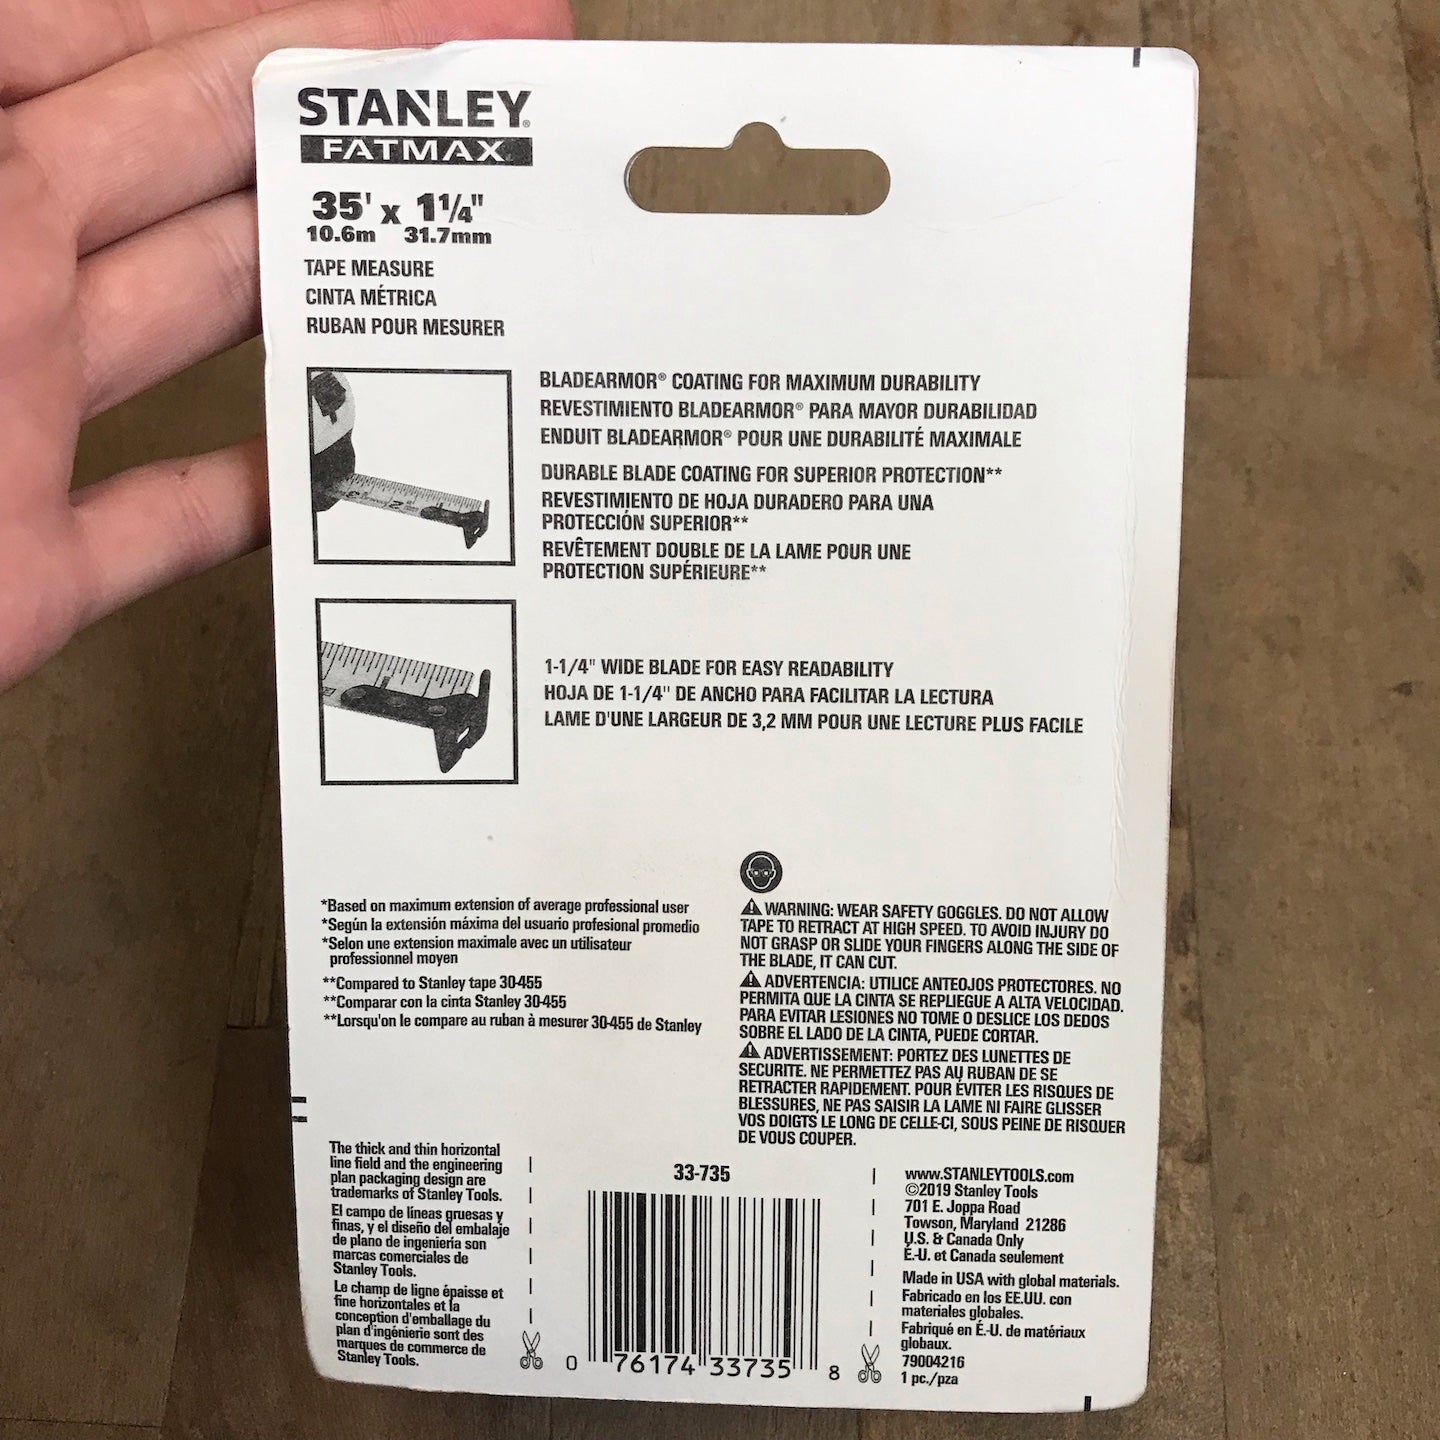 STANLEY®
FATMAX
35' x 1 1/4"
10.6m 31.7mm
TAPE MEASURE
CINTA MÉTRICA
RUBAN POUR MESURER
BLADEARMOR® COATING FOR MAXIMUM DURABILITY
REVESTIMIENTO BLADEARMOR® PARA MAYOR DURABILIDAD
ENDUIT BLADEARMOR® POUR UNE DURABILITÉ MAXIMALE
DURABLE BLADE COATING FOR SUPERIOR PROTECTION**
REVESTIMIENTO DE HOJA DURADERO PARA UNA
PROTECCIÓN SUPERIOR**
REVÊTEMENT DOUBLE DE LA LAME POUR UNE
PROTECTION SUPÉRIEURE**
1-1/4" WIDE BLADE FOR EASY READABILITY
HOJA DE 1-1/4" DE ANCHO PARA FACILITAR LA LECTURA
LAME D'UNE LARGEUR DE 3,2 MM POUR UNE LECTURE PLUS FACILE
*Based on maximum extension of average professional user
*Según la extensión máxima del usuario profesional promedio
*Selon une extension maximale avec un utilisateur
professionnel moyen
**Compared to Stanley tape 30-455
**Comparar con la cinta Stanley 30-455
**Lorsqu'on le compare au ruban à mesurer 30-455 de Stanley
WARNING: WEAR SAFETY GOGGLES. DO NOT ALLOW
TAPE TO RETRACT AT HIGH SPEED. TO AVOID INJURY DO
NOT GRASP OR SLIDE YOUR FINGERS ALONG THE SIDE OF
THE BLADE, IT CAN CUT.
ADVERTENCIA: UTILICE ANTEOJOS PROTECTORES. NO
PERMITA QUE LA CINTA SE REPLIEGUE A ALTA VELOCIDAD.
PARA EVITAR LESIONES NO TOME O DESLICE LOS DEDOS
SOBRE EL LADO DE LA CINTA, PUEDE CORTAR.
ADVERTISSEMENT: PORTEZ DES LUNETTES DE
SECURITE. NE PERMETTEZ PAS AU RUBAN DE SE
RETRACTER RAPIDEMENT. POUR ÉVITER LES RISQUES DE
BLESSURES, NE PAS SAISIR LA LAME NI FAIRE GLISSER
VOS DOIGTS LE LONG DE CELLE-CI, SOUS PEINE DE RISQUER
DE VOUS COUPER.
The thick and thin horizontal
line field and the engineering
plan packaging design are
trademarks of Stanley Tools.
El campo de líneas gruesas y
finas, y el diseño del embalaje
de plano de ingeniería son
marcas comerciales de
Stanley Tools.
Le champ de ligne épaisse et
fine horizontales et la
conception d'emballage du
plan d'ingénierie sont des
marques de commerce de
Stanley Tools.
33-735
0 76174 33735 8
www.STANLEYTOOLS.com
©2019 Stanley Tools
701 E. Joppa Road
Towson, Maryland 21286
U.S. & Canada Only
É.-U. et Canada seulement
Made in USA with global materials.
Fabricado en los EE.UU. con
materiales globales.
Fabriqué en É.-U. de matériaux
globaux.
79004216
1 pc./pza